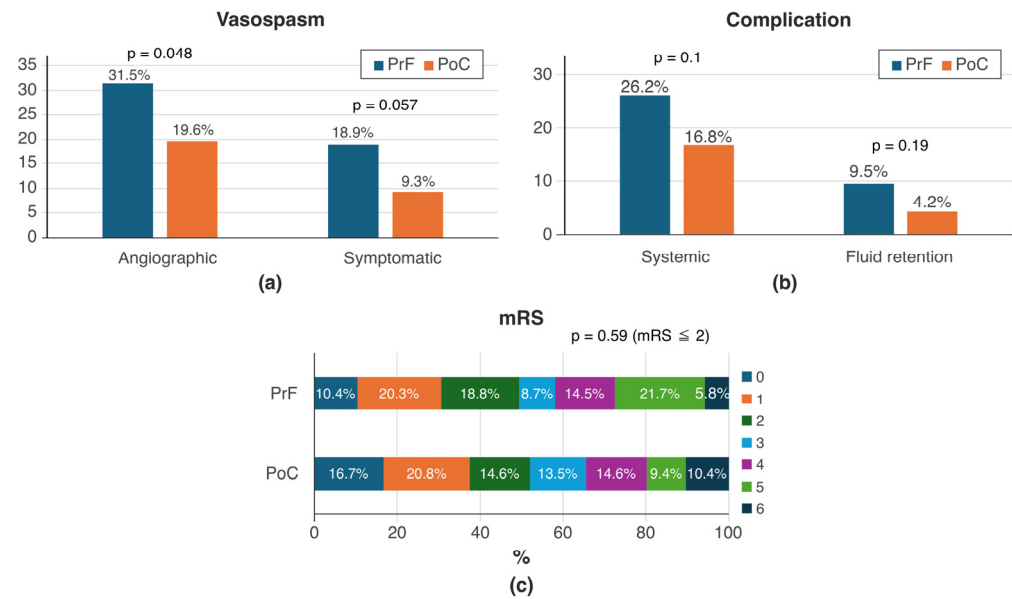 Vasospasm
p = 0.048
PrF PoC
35
30
25
20
15
10
5
0
31.5%
19.6%
p = 0.057
18.9%
9.3%
Angiographic Symptomatic
(a)
Complication
p = 0.1
PrF PoC
30
20
10
0
26.2%
16.8%
p = 0.19
9.5%
4.2%
Systemic Fluid retention
(b)
mRS
p = 0.59 (mRS ≦ 2)
PrF 10.4% 20.3% 18.8% 8.7% 14.5% 21.7% 5.8%
PoC 16.7% 20.8% 14.6% 13.5% 14.6% 9.4% 10.4%
0
1
2
3
4
5
6
0 20 40 60 80 100
%
(c)